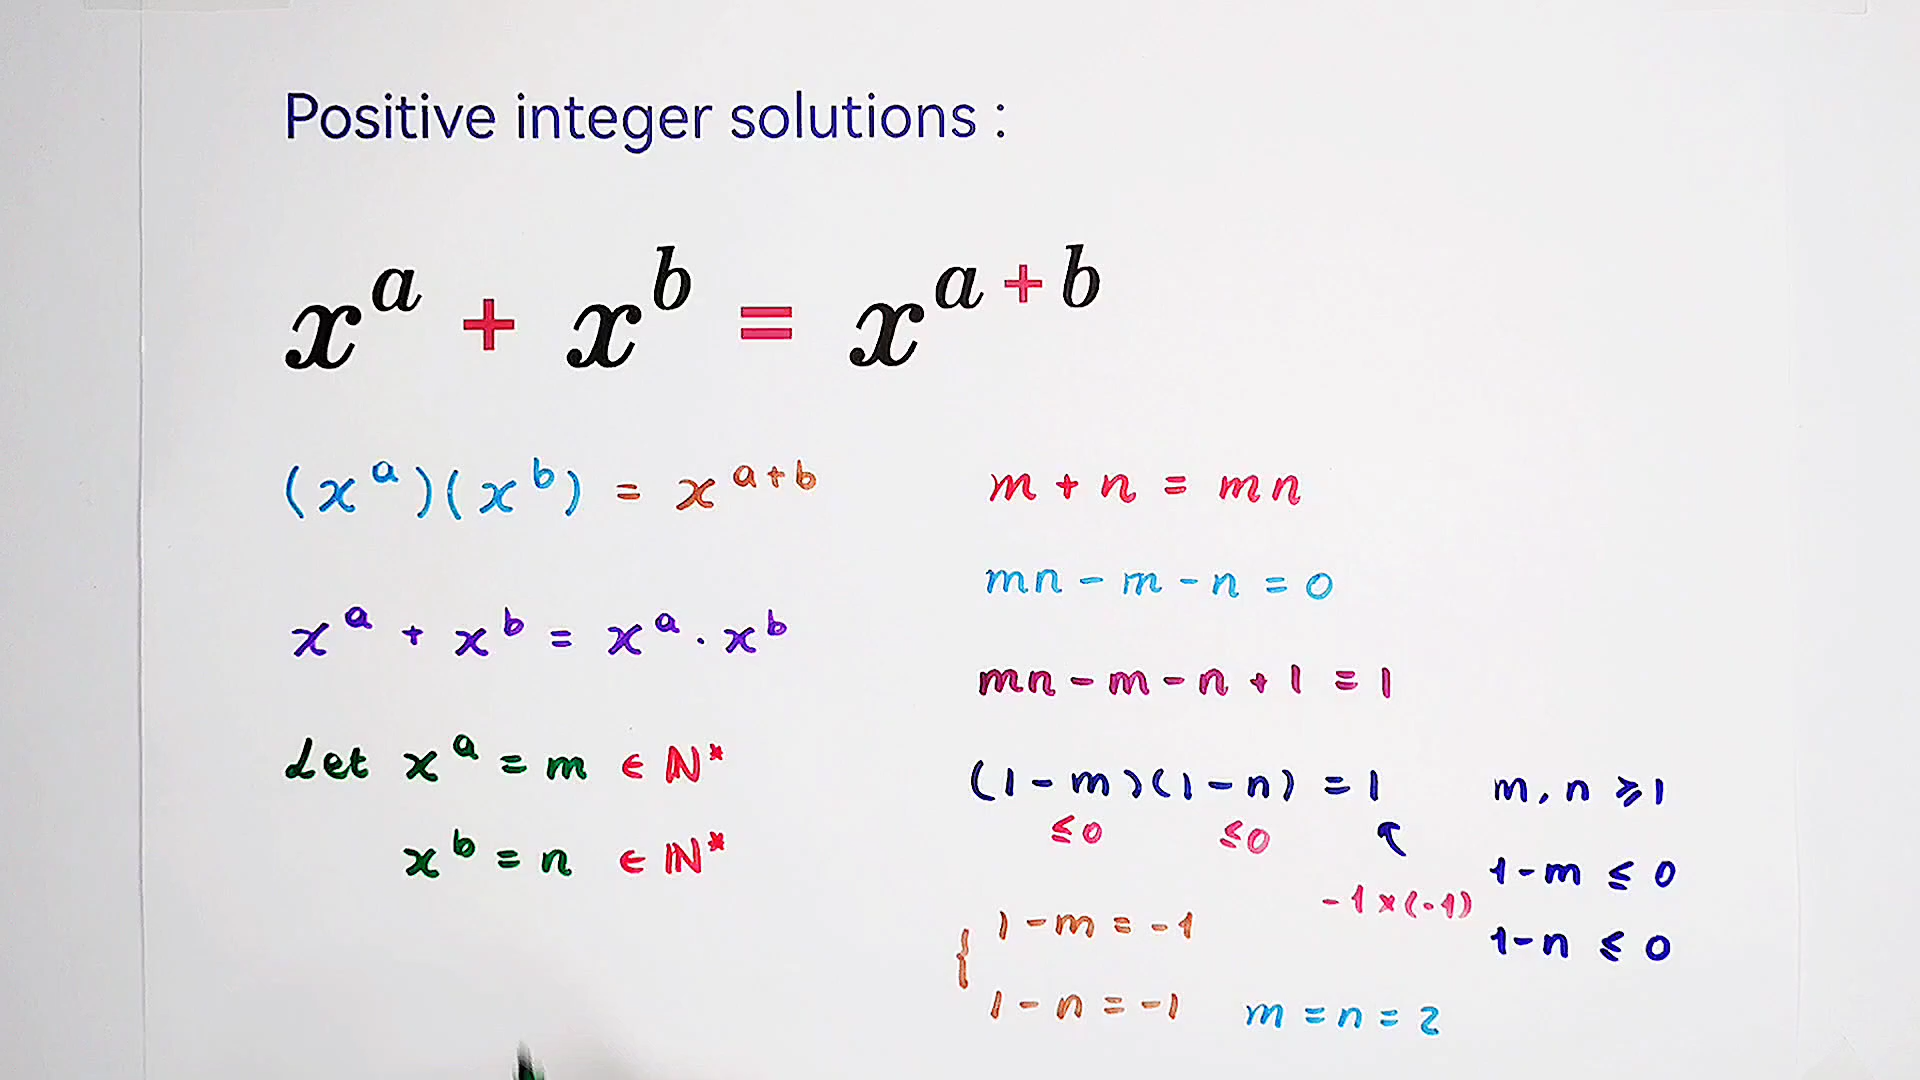 Positive integer solutions :
x^a + x^b = x^{a+b}
(x^a)(x^b) = x^{a+b}
x^a + x^b = x^a · x^b
Let x^a = m ∈ ℕ*
x^b = n ∈ ℕ*
m + n = mn
mn - m - n = 0
mn - m - n + 1 = 1
(1 - m)(1 - n) = 1
≤0 ≤0
-1×(-1)
{ 1 - m = -1
1 - n = -1
m = n = 2
m, n ⩾ 1
1 - m ≤ 0
1 - n ≤ 0